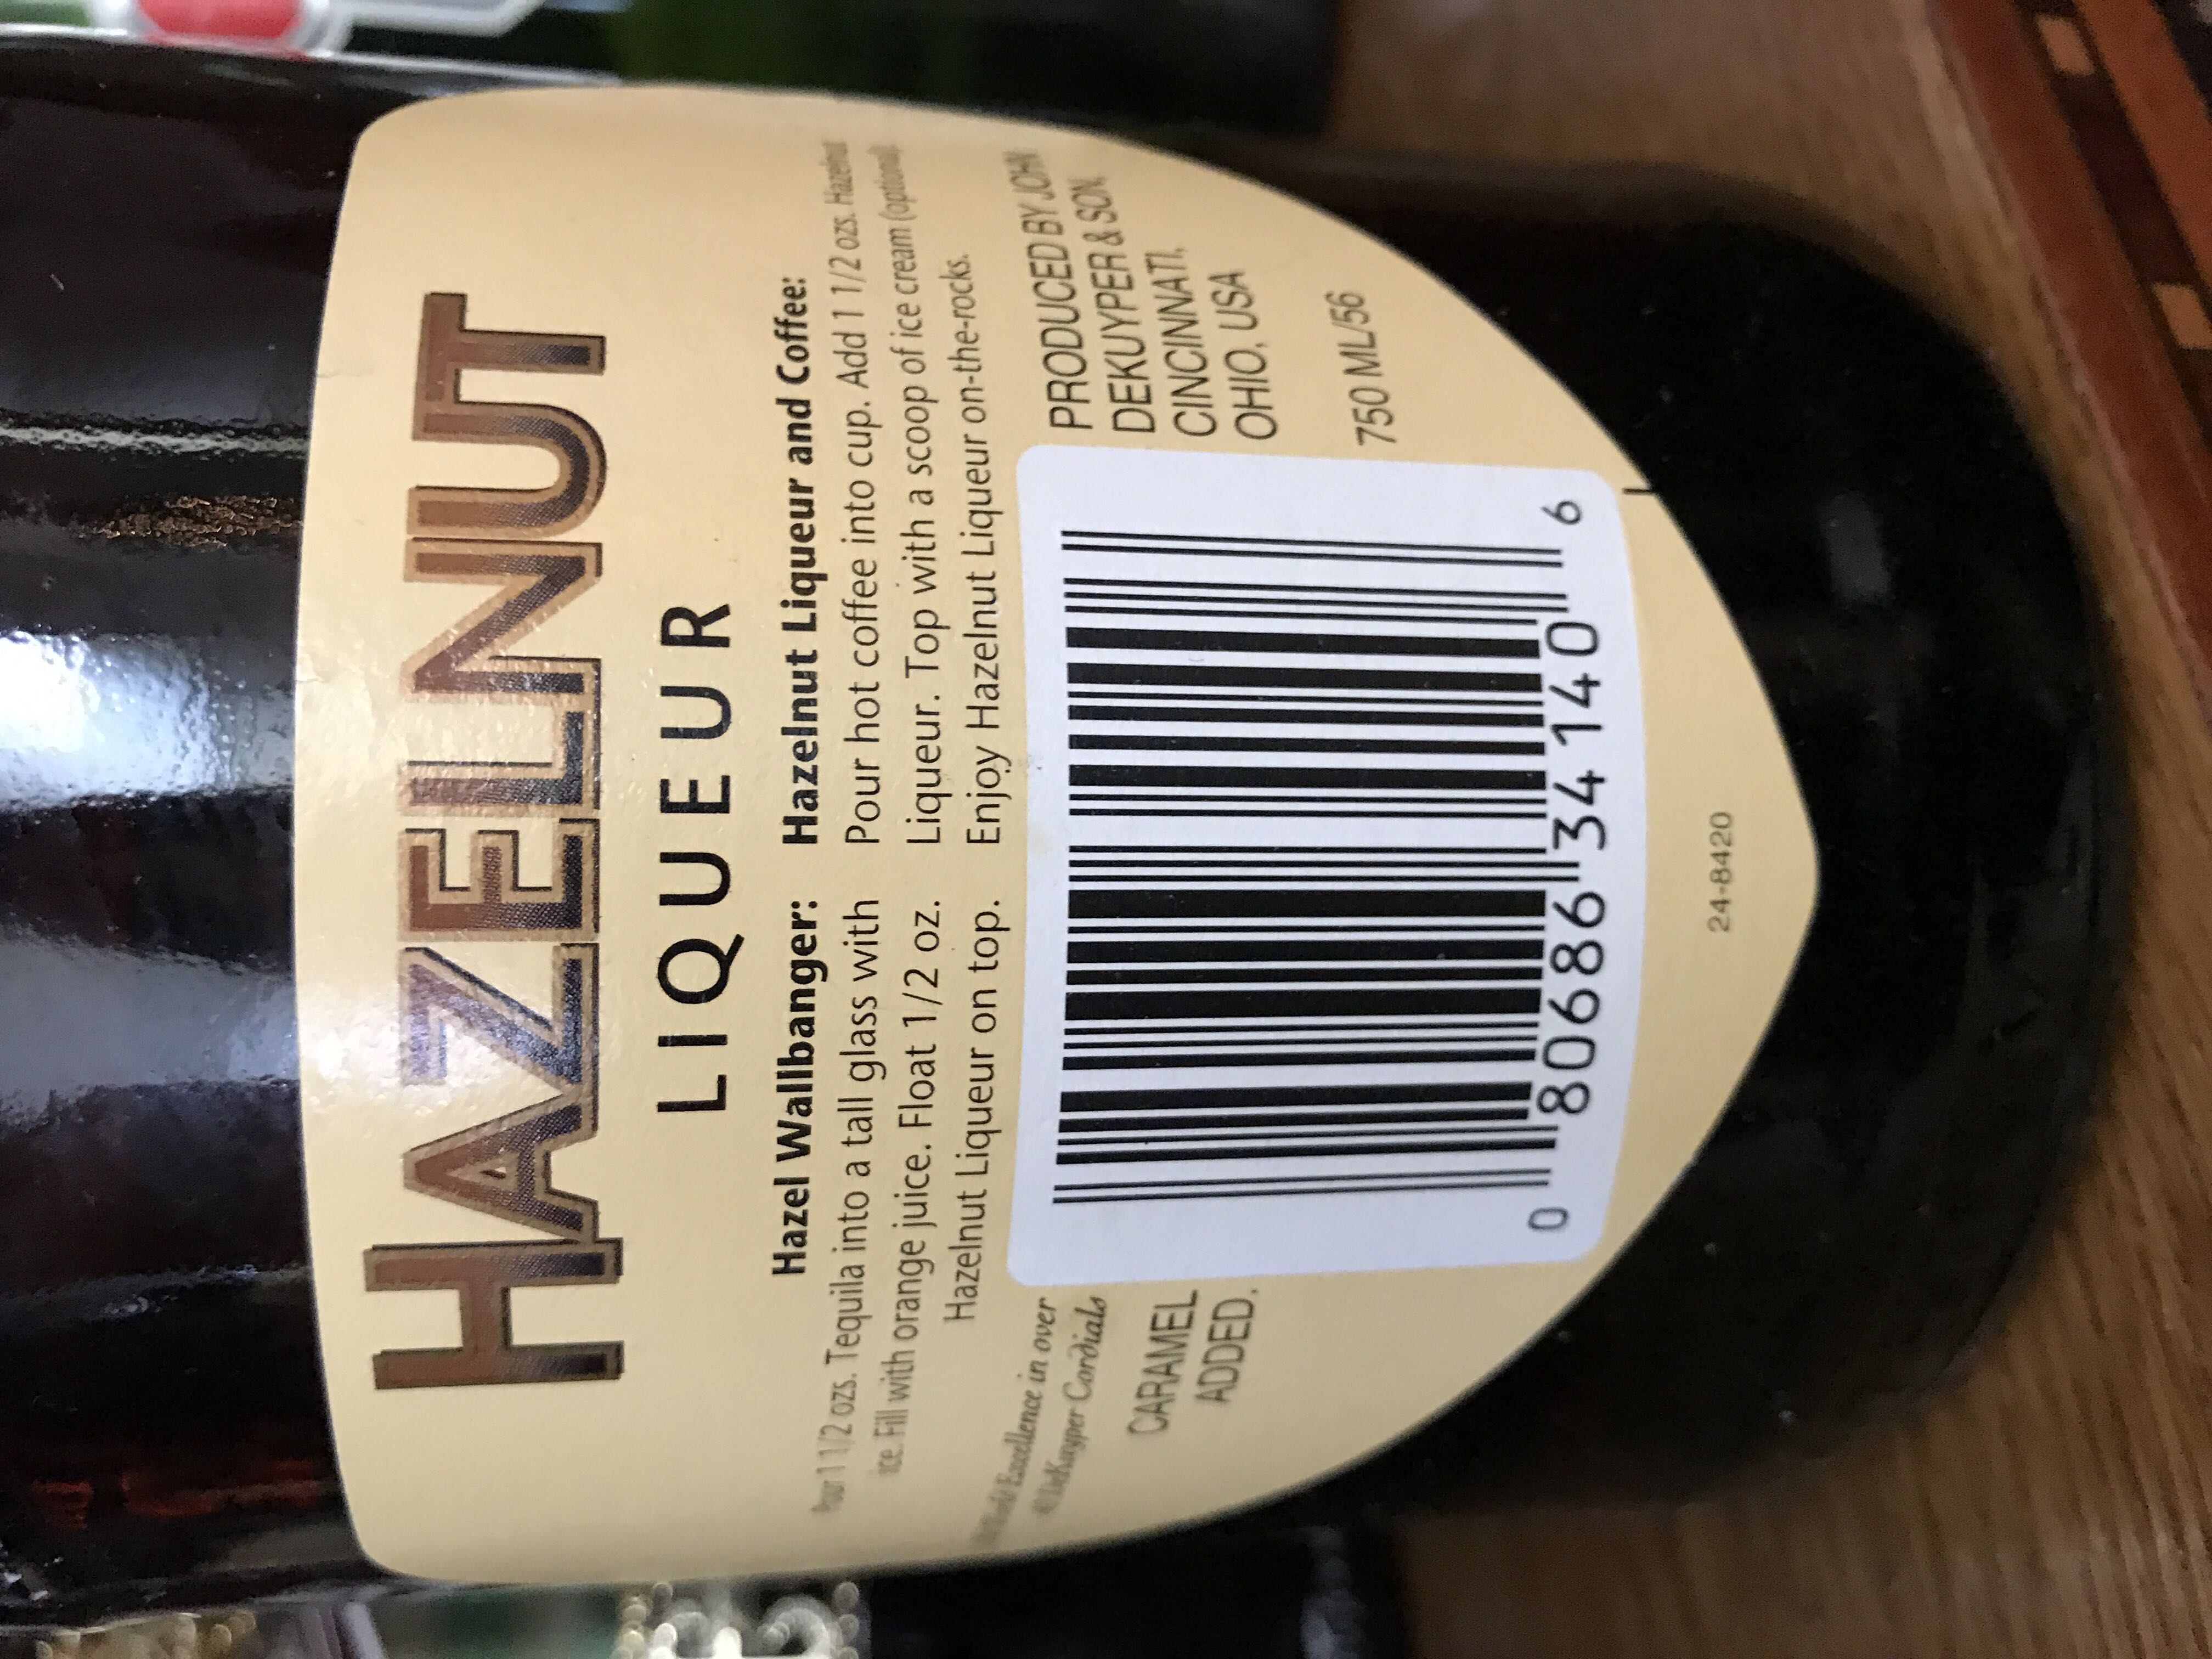 HAZELNUT
LIQUEUR
Hazel Wallbanger:
Pour 1 1/2 ozs. Tequila into a tall glass with
ice. Fill with orange juice. Float 1/2 oz.
Hazelnut Liqueur on top.
Hazelnut Liqueur and Coffee:
Pour hot coffee into cup. Add 1 1/2 ozs. Hazelnut
Liqueur. Top with a scoop of ice cream (optional).
Enjoy Hazelnut Liqueur on-the-rocks.
Excellence in over
DeKuyper Cordials
CARAMEL
ADDED.
0 80686 34140 6
PRODUCED BY JOHN
DEKUYPER & SON,
CINCINNATI,
OHIO, USA
750 ML/56
24-8420